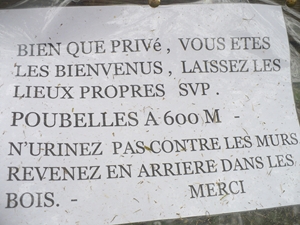 BIEN QUE PRIVé , VOUS ETES
LES BIENVENUS , LAISSEZ LES
LIEUX PROPRES SVP .
POUBELLES A 600 M -
N'URINEZ PAS CONTRE LES MURS
REVENEZ EN ARRIERE DANS LES
BOIS. - MERCI